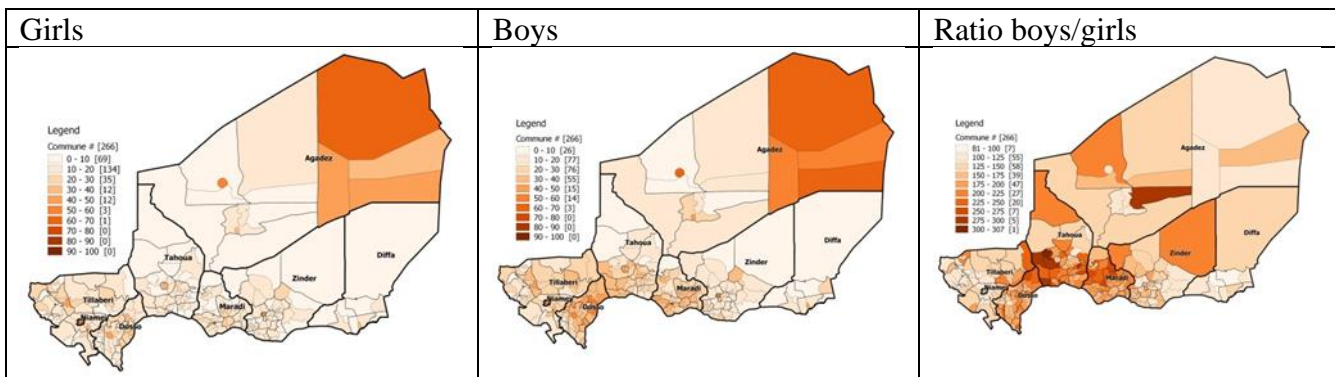 Girls
Boys
Ratio boys/girls
Legend
Commune # [266]
0 - 10 [69]
10 - 20 [134]
20 - 30 [35]
30 - 40 [12]
40 - 50 [12]
50 - 60 [3]
60 - 70 [1]
70 - 80 [0]
80 - 90 [0]
90 - 100 [0]
Agadez
Tahoua
Diffa
Zinder
Tillaberi
Maradi
Niamey
Dosso
Legend
Commune # [266]
0 - 10 [26]
10 - 20 [77]
20 - 30 [76]
30 - 40 [55]
40 - 50 [15]
50 - 60 [14]
60 - 70 [3]
70 - 80 [0]
80 - 90 [0]
90 - 100 [0]
Agadez
Tahoua
Diffa
Zinder
Tillaberi
Maradi
Niamey
Dosso
Legend
Commune # [266]
81 - 100 [7]
100 - 125 [55]
125 - 150 [58]
150 - 175 [39]
175 - 200 [47]
200 - 225 [27]
225 - 250 [20]
250 - 275 [7]
275 - 300 [5]
300 - 307 [1]
Agadez
Tahoua
Diffa
Zinder
Tillaberi
Maradi
Niamey
Dosso